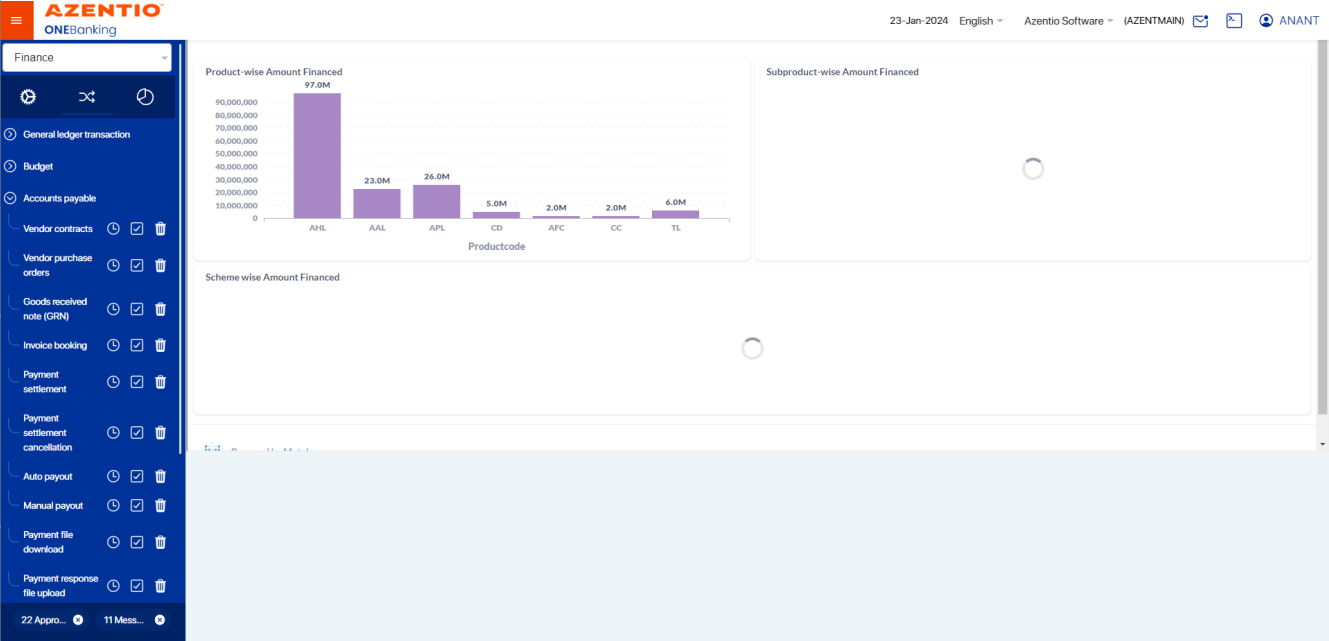 AZENTIO
ONEBanking
23-Jan-2024 English Azentio Software (AZENTMAIN) ANANT
Finance
General ledger transaction
Budget
Accounts payable
Vendor contracts
Vendor purchase
orders
Goods received
note (GRN)
Invoice booking
Payment
settlement
Payment
settlement
cancellation
Auto payout
Manual payout
Payment file
download
Payment response
file upload
22 Appro... 11 Mess...
Product-wise Amount Financed
97.0M
90,000,000
80,000,000
70,000,000
60,000,000
50,000,000
40,000,000
30,000,000
20,000,000
10,000,000
0
23.0M
26.0M
5.0M
2.0M
2.0M
6.0M
AHL AAL APL CD AFC CC TL
Productcode
Subproduct-wise Amount Financed
Scheme wise Amount Financed